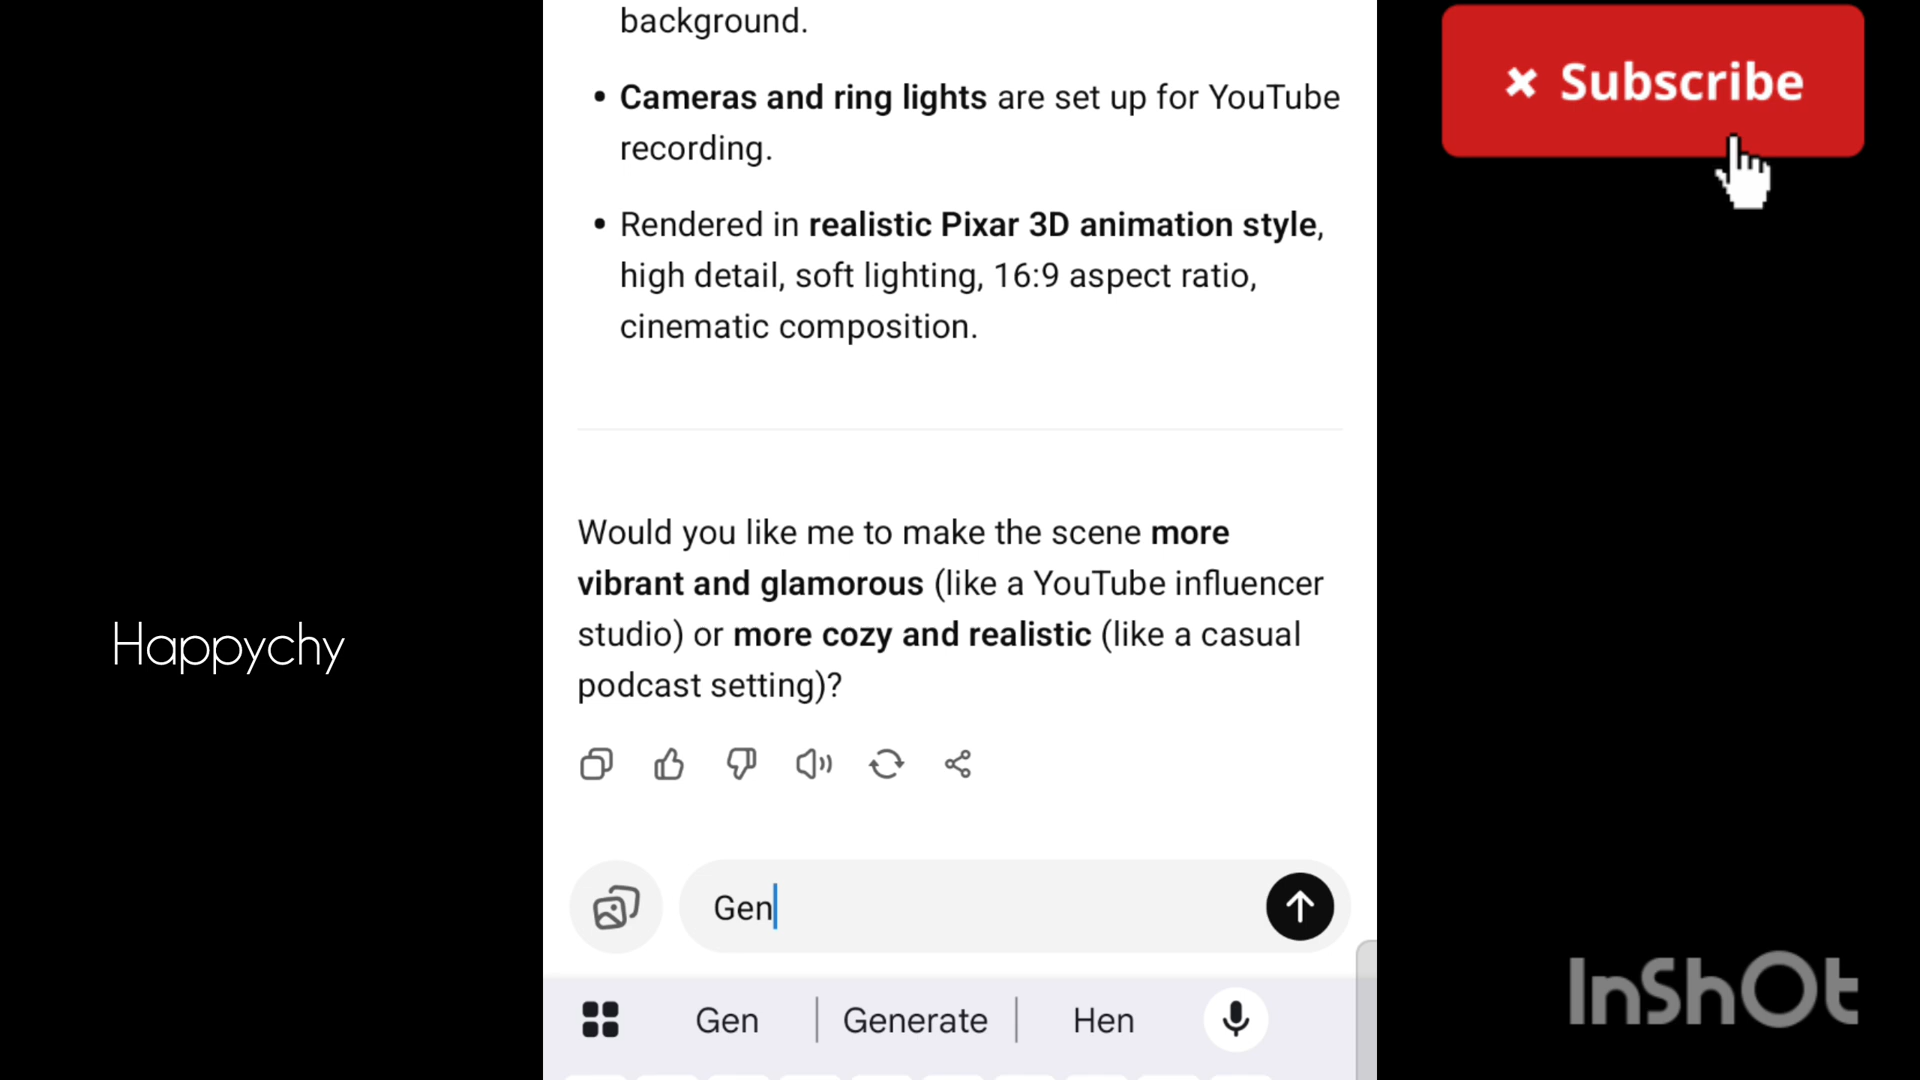 background.
• Cameras and ring lights are set up for YouTube
recording.
• Rendered in realistic Pixar 3D animation style,
high detail, soft lighting, 16:9 aspect ratio,
cinematic composition.
Would you like me to make the scene more
vibrant and glamorous (like a YouTube influencer
studio) or more cozy and realistic (like a casual
podcast setting)?
Gen
Gen Generate Hen
Subscribe
Happychy
InShOt